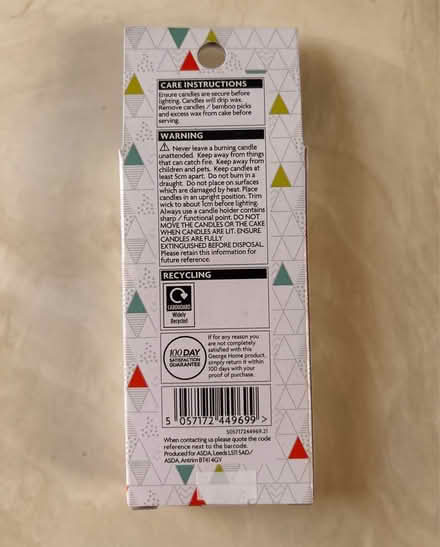 CARE INSTRUCTIONS
Ensure candles are secure before
lighting. Candles will drip wax.
Remove candles / bamboo picks
and excess wax from cake before
serving.
WARNING
⚠ Never leave a burning candle
unattended. Keep away from things
that can catch fire. Keep away from
children and pets. Keep candles at
least 5cm apart. Do not burn in a
draught. Do not place on surfaces
which are damaged by heat. Place
candles in an upright position. Trim
wick to about 1cm before lighting.
Always use a candle holder contains
sharp / functional point. DO NOT
MOVE THE CANDLES OR THE CAKE
WHEN CANDLES ARE LIT. ENSURE
CANDLES ARE FULLY
EXTINGUISHED BEFORE DISPOSAL.
Please retain this information for
future reference.
RECYCLING
CARDBOARD
Widely
Recycled
100 DAY
SATISFACTION
GUARANTEE
If for any reason you
are not completely
satisfied with this
George Home product,
simply return it within
100 days with your
proof of purchase.
5 057172 449699 >
505717244969.21
When contacting us please quote the code
reference next to the barcode.
Produced for ASDA, Leeds LS11 5AD/
ASDA, Antrim BT41 4GY